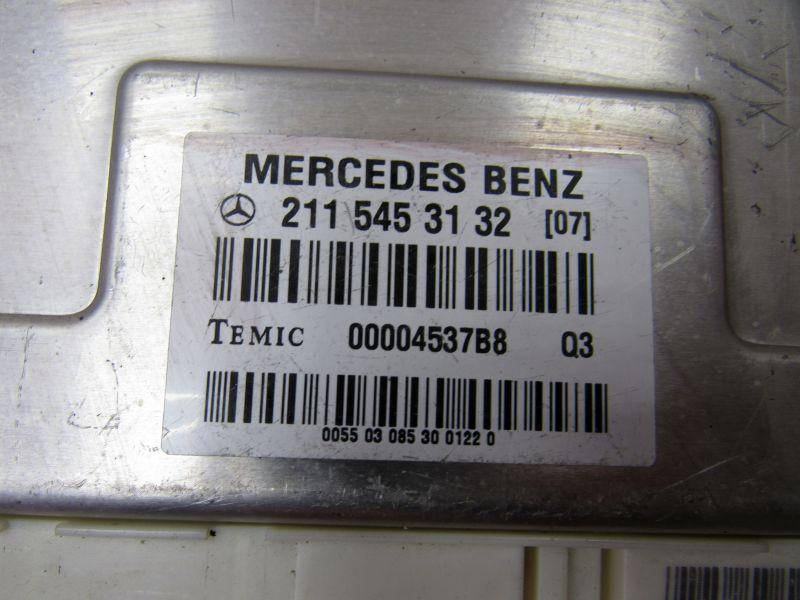 MERCEDES BENZ
211 545 31 32 [07]
TEMIC 00004537B8 Q3
0055 03 085 30 0122 0